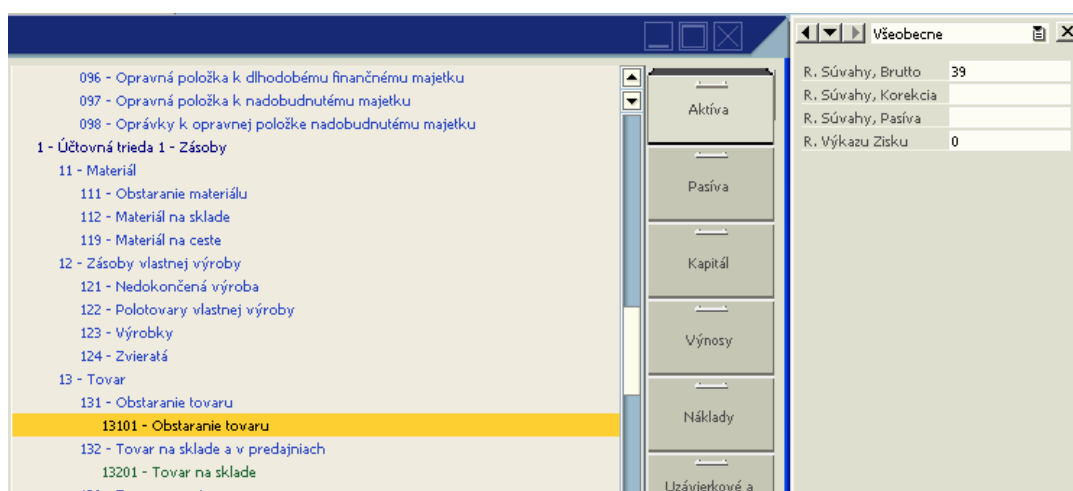 096 - Opravná položka k dlhodobému finančnému majetku
097 - Opravná položka k nadobudnutému majetku
098 - Oprávky k opravnej položke nadobudnutému majetku
1 - Účtovná trieda 1 - Zásoby
11 - Materiál
111 - Obstaranie materiálu
112 - Materiál na sklade
119 - Materiál na ceste
12 - Zásoby vlastnej výroby
121 - Nedokončená výroba
122 - Polotovary vlastnej výroby
123 - Výrobky
124 - Zvieratá
13 - Tovar
131 - Obstaranie tovaru
13101 - Obstaranie tovaru
132 - Tovar na sklade a v predajniach
13201 - Tovar na sklade
Aktíva
Pasíva
Kapitál
Výnosy
Náklady
Uzávierkové a
Všeobecne
R. Súvahy, Brutto 39
R. Súvahy, Korekcia
R. Súvahy, Pasíva
R. Výkazu Zisku 0